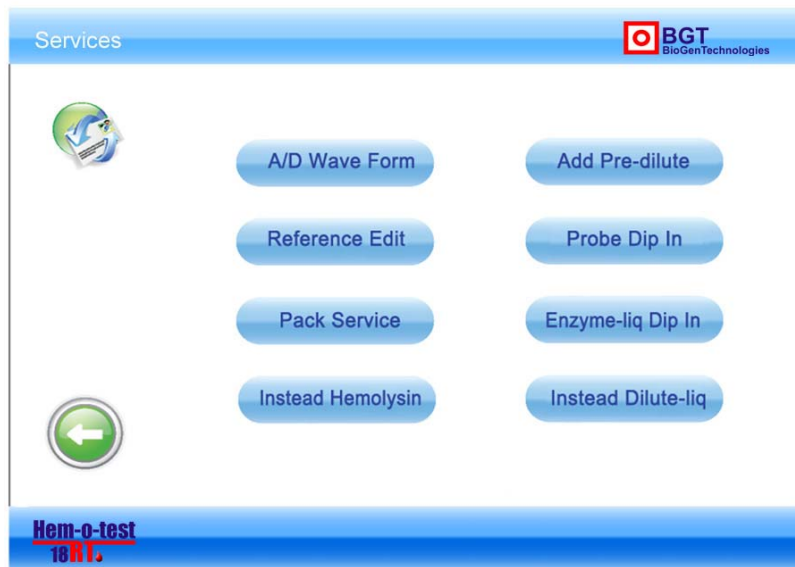 Services
BGT
BioGenTechnologies
A/D Wave Form
Add Pre-dilute
Reference Edit
Probe Dip In
Pack Service
Enzyme-liq Dip In
Instead Hemolysin
Instead Dilute-liq
Hem-o-test
18RT